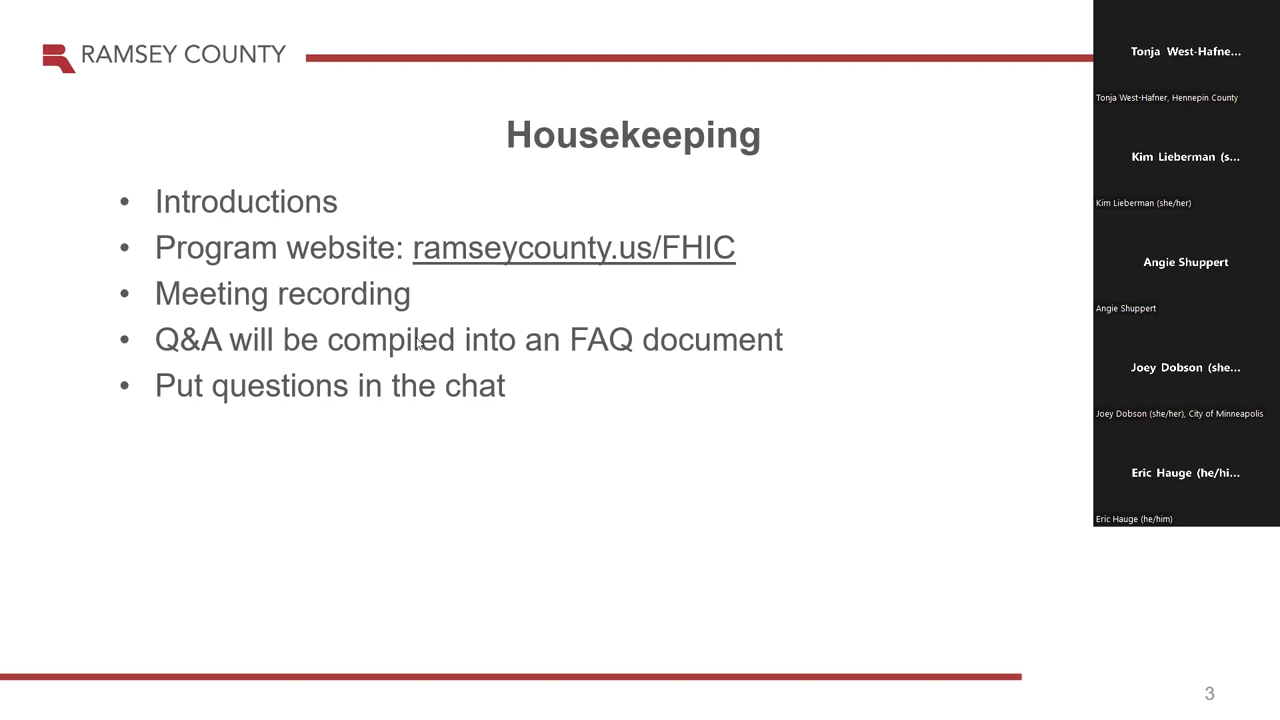 RAMSEY COUNTY
Housekeeping
• Introductions
• Program website: ramseycounty.us/FHIC
• Meeting recording
• Q&A will be compiled into an FAQ document
• Put questions in the chat
3
Tonja West-Hafne...
Tonja West-Hafner, Hennepin County
Kim Lieberman (s...
Kim Lieberman (she/her)
Angie Shuppert
Angie Shuppert
Joey Dobson (she...
Joey Dobson (she/her), City of Minneapolis
Eric Hauge (he/hi...
Eric Hauge (he/him)